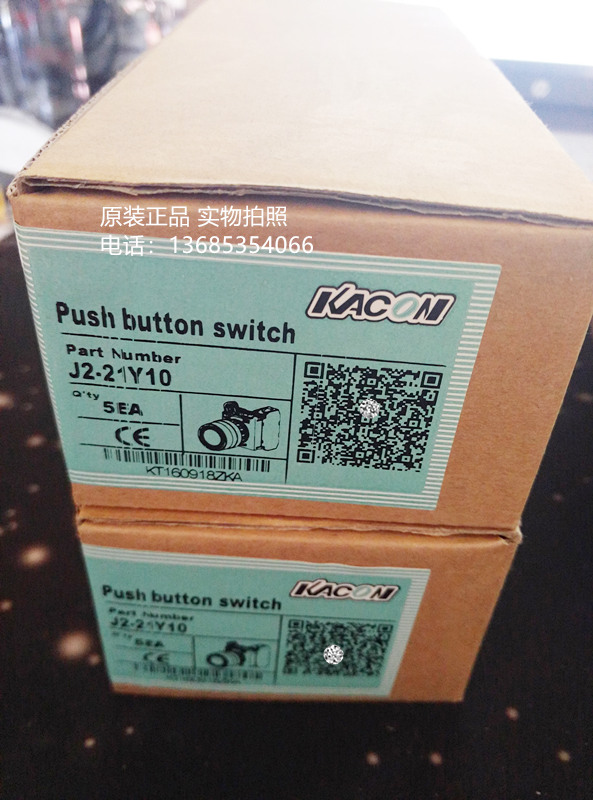 原装正品 实物拍照
电话：13685354066
KACON
Push button switch
Part Number
J2-21Y10
Q'ty
5EA
CE
KT160918ZKA
KACON
Push button switch
Part Number
J2-21Y10
Q'ty
5EA
CE